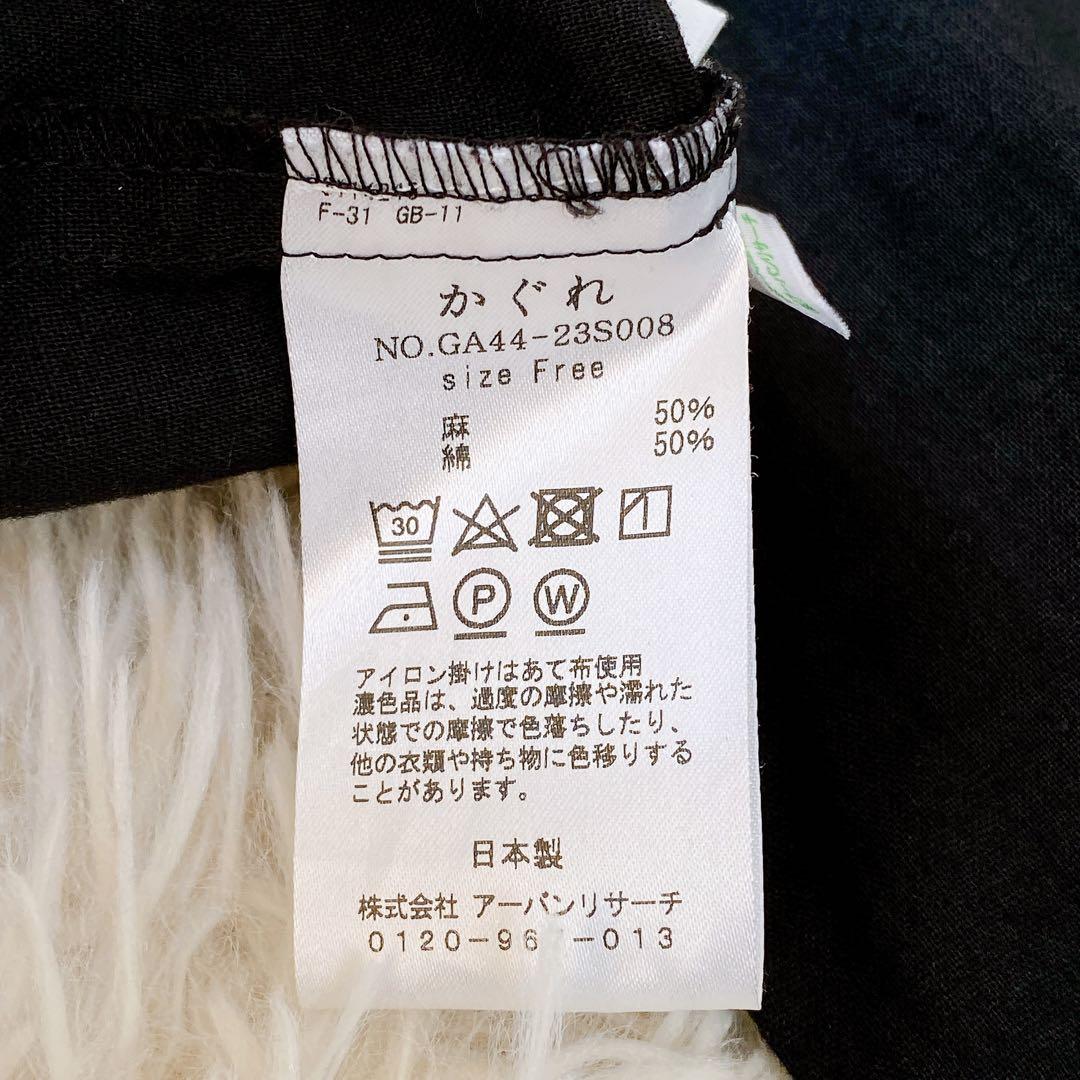 F-31 GB-11
かぐれ
NO.GA44-23S008
size Free
麻 50%
綿 50%
30
P W
アイロン掛けはあて布使用
濃色品は、過度の摩擦や濡れた
状態での摩擦で色落ちしたり、
他の衣類や持ち物に色移りする
ことがあります。
日本製
株式会社 アーバンリサーチ